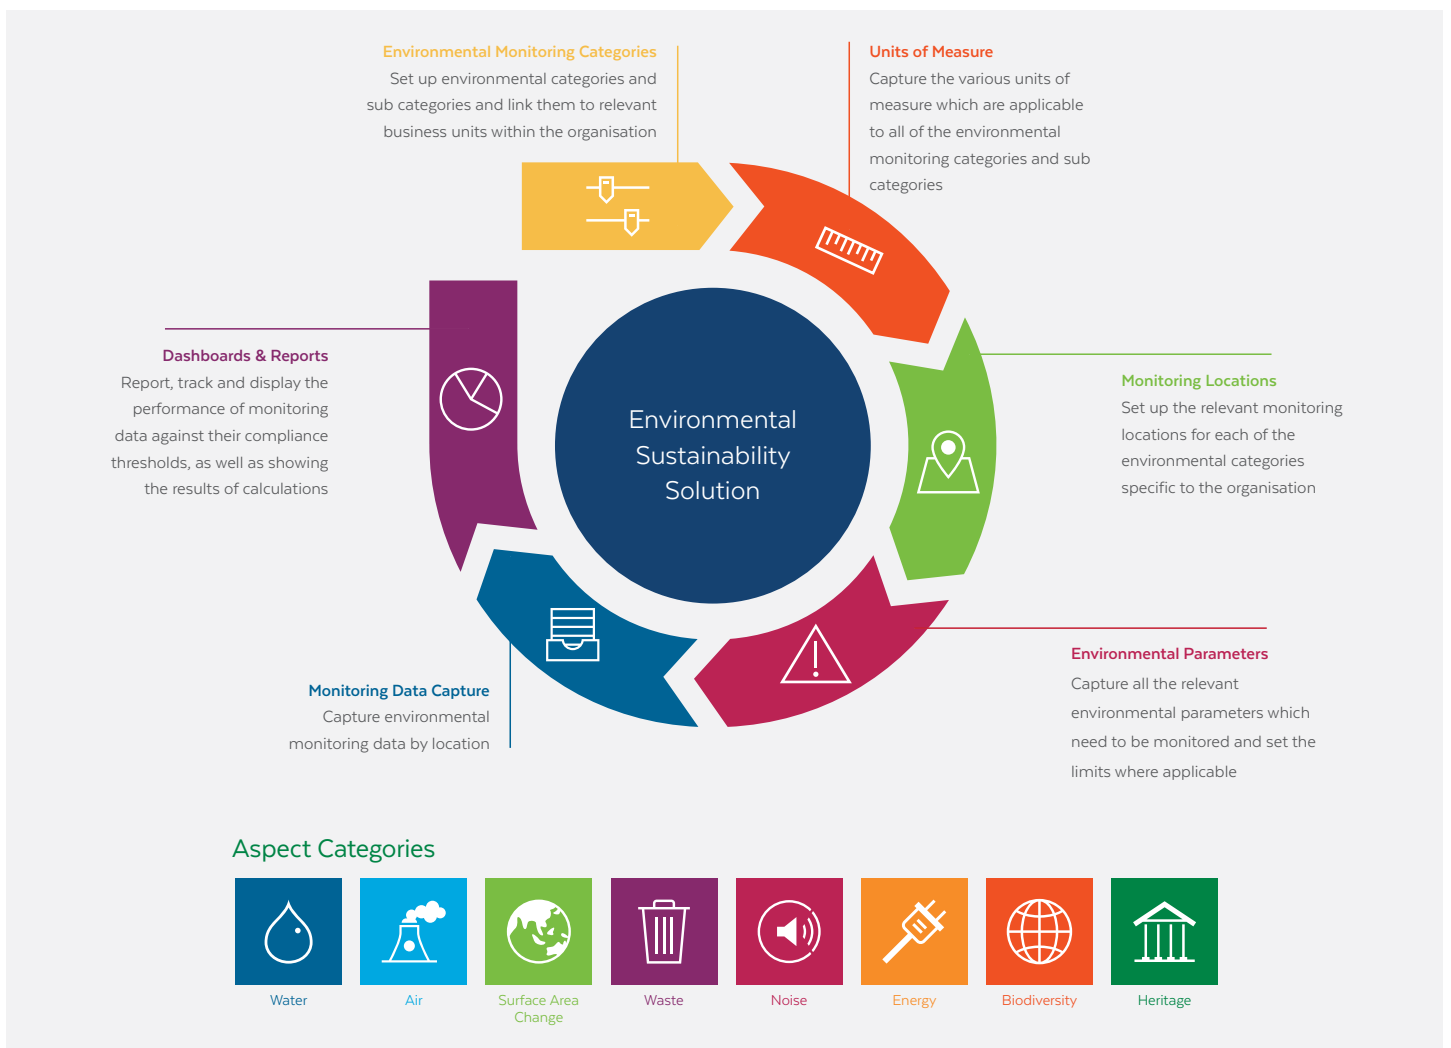 Environmental Monitoring Categories
Set up environmental categories and
sub categories and link them to relevant
business units within the organisation
Units of Measure
Capture the various units of
measure which are applicable
to all of the environmental
monitoring categories and sub
categories
Monitoring Locations
Set up the relevant monitoring
locations for each of the
environmental categories
specific to the organisation
Environmental Parameters
Capture all the relevant
environmental parameters which
need to be monitored and set the
limits where applicable
Monitoring Data Capture
Capture environmental
monitoring data by location
Dashboards & Reports
Report, track and display the
performance of monitoring
data against their compliance
thresholds, as well as showing
the results of calculations
Environmental
Sustainability
Solution
Aspect Categories
Water
Air
Surface Area
Change
Waste
Noise
Energy
Biodiversity
Heritage